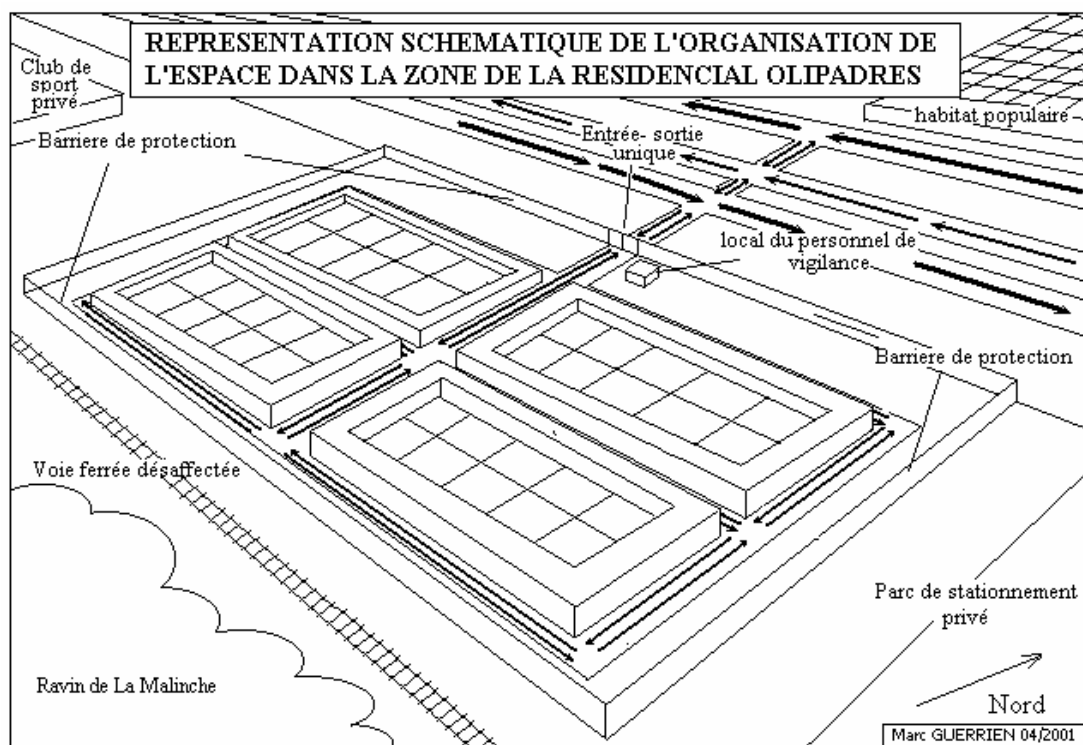 REPRESENTATION SCHEMATIQUE DE L'ORGANISATION DE
L'ESPACE DANS LA ZONE DE LA RESIDENCIAL OLIPADRES
Club de
sport
privé
habitat populaire
Barriere de protection
Entrée- sortie
unique
local du personnel de
vigilance
Barriere de protection
Voie ferrée désaffectée
Parc de stationnement
privé
Ravin de La Malinche
Nord
Marc GUERRIEN 04/2001